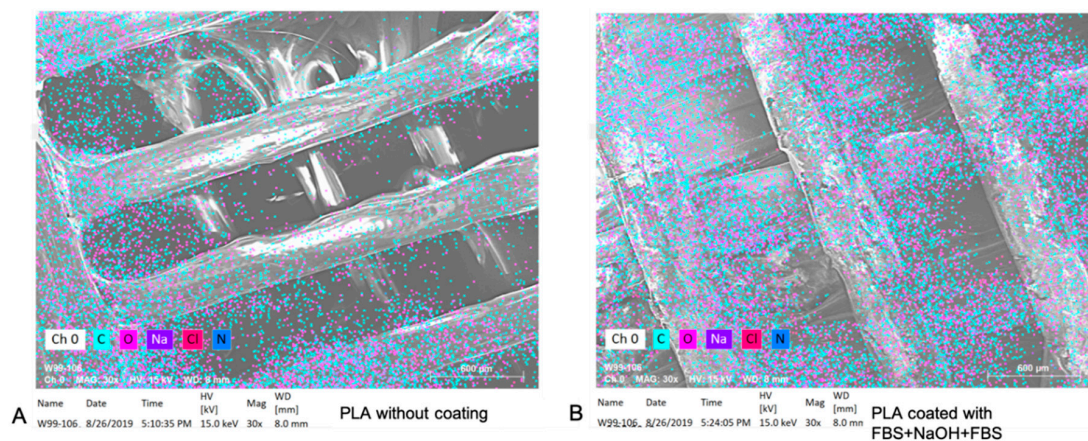 Ch 0 C O Na Cl N
W99-106
Ch 0 MAG: 30x HV: 15 kV WD: 8 mm
600 µm
A
Name Date Time HV [kV] Mag WD [mm]
W99-106 8/26/2019 5:10:35 PM 15.0 keV 30x 8.0 mm
PLA without coating
Ch 0 C O Na Cl N
W99-106
Ch 0 MAG: 30x HV: 15 kV WD: 8 mm
600 µm
B
Name Date Time HV [kV] Mag WD [mm]
W99-106 8/26/2019 5:24:05 PM 15.0 keV 30x 8.0 mm
PLA coated with
FBS+NaOH+FBS